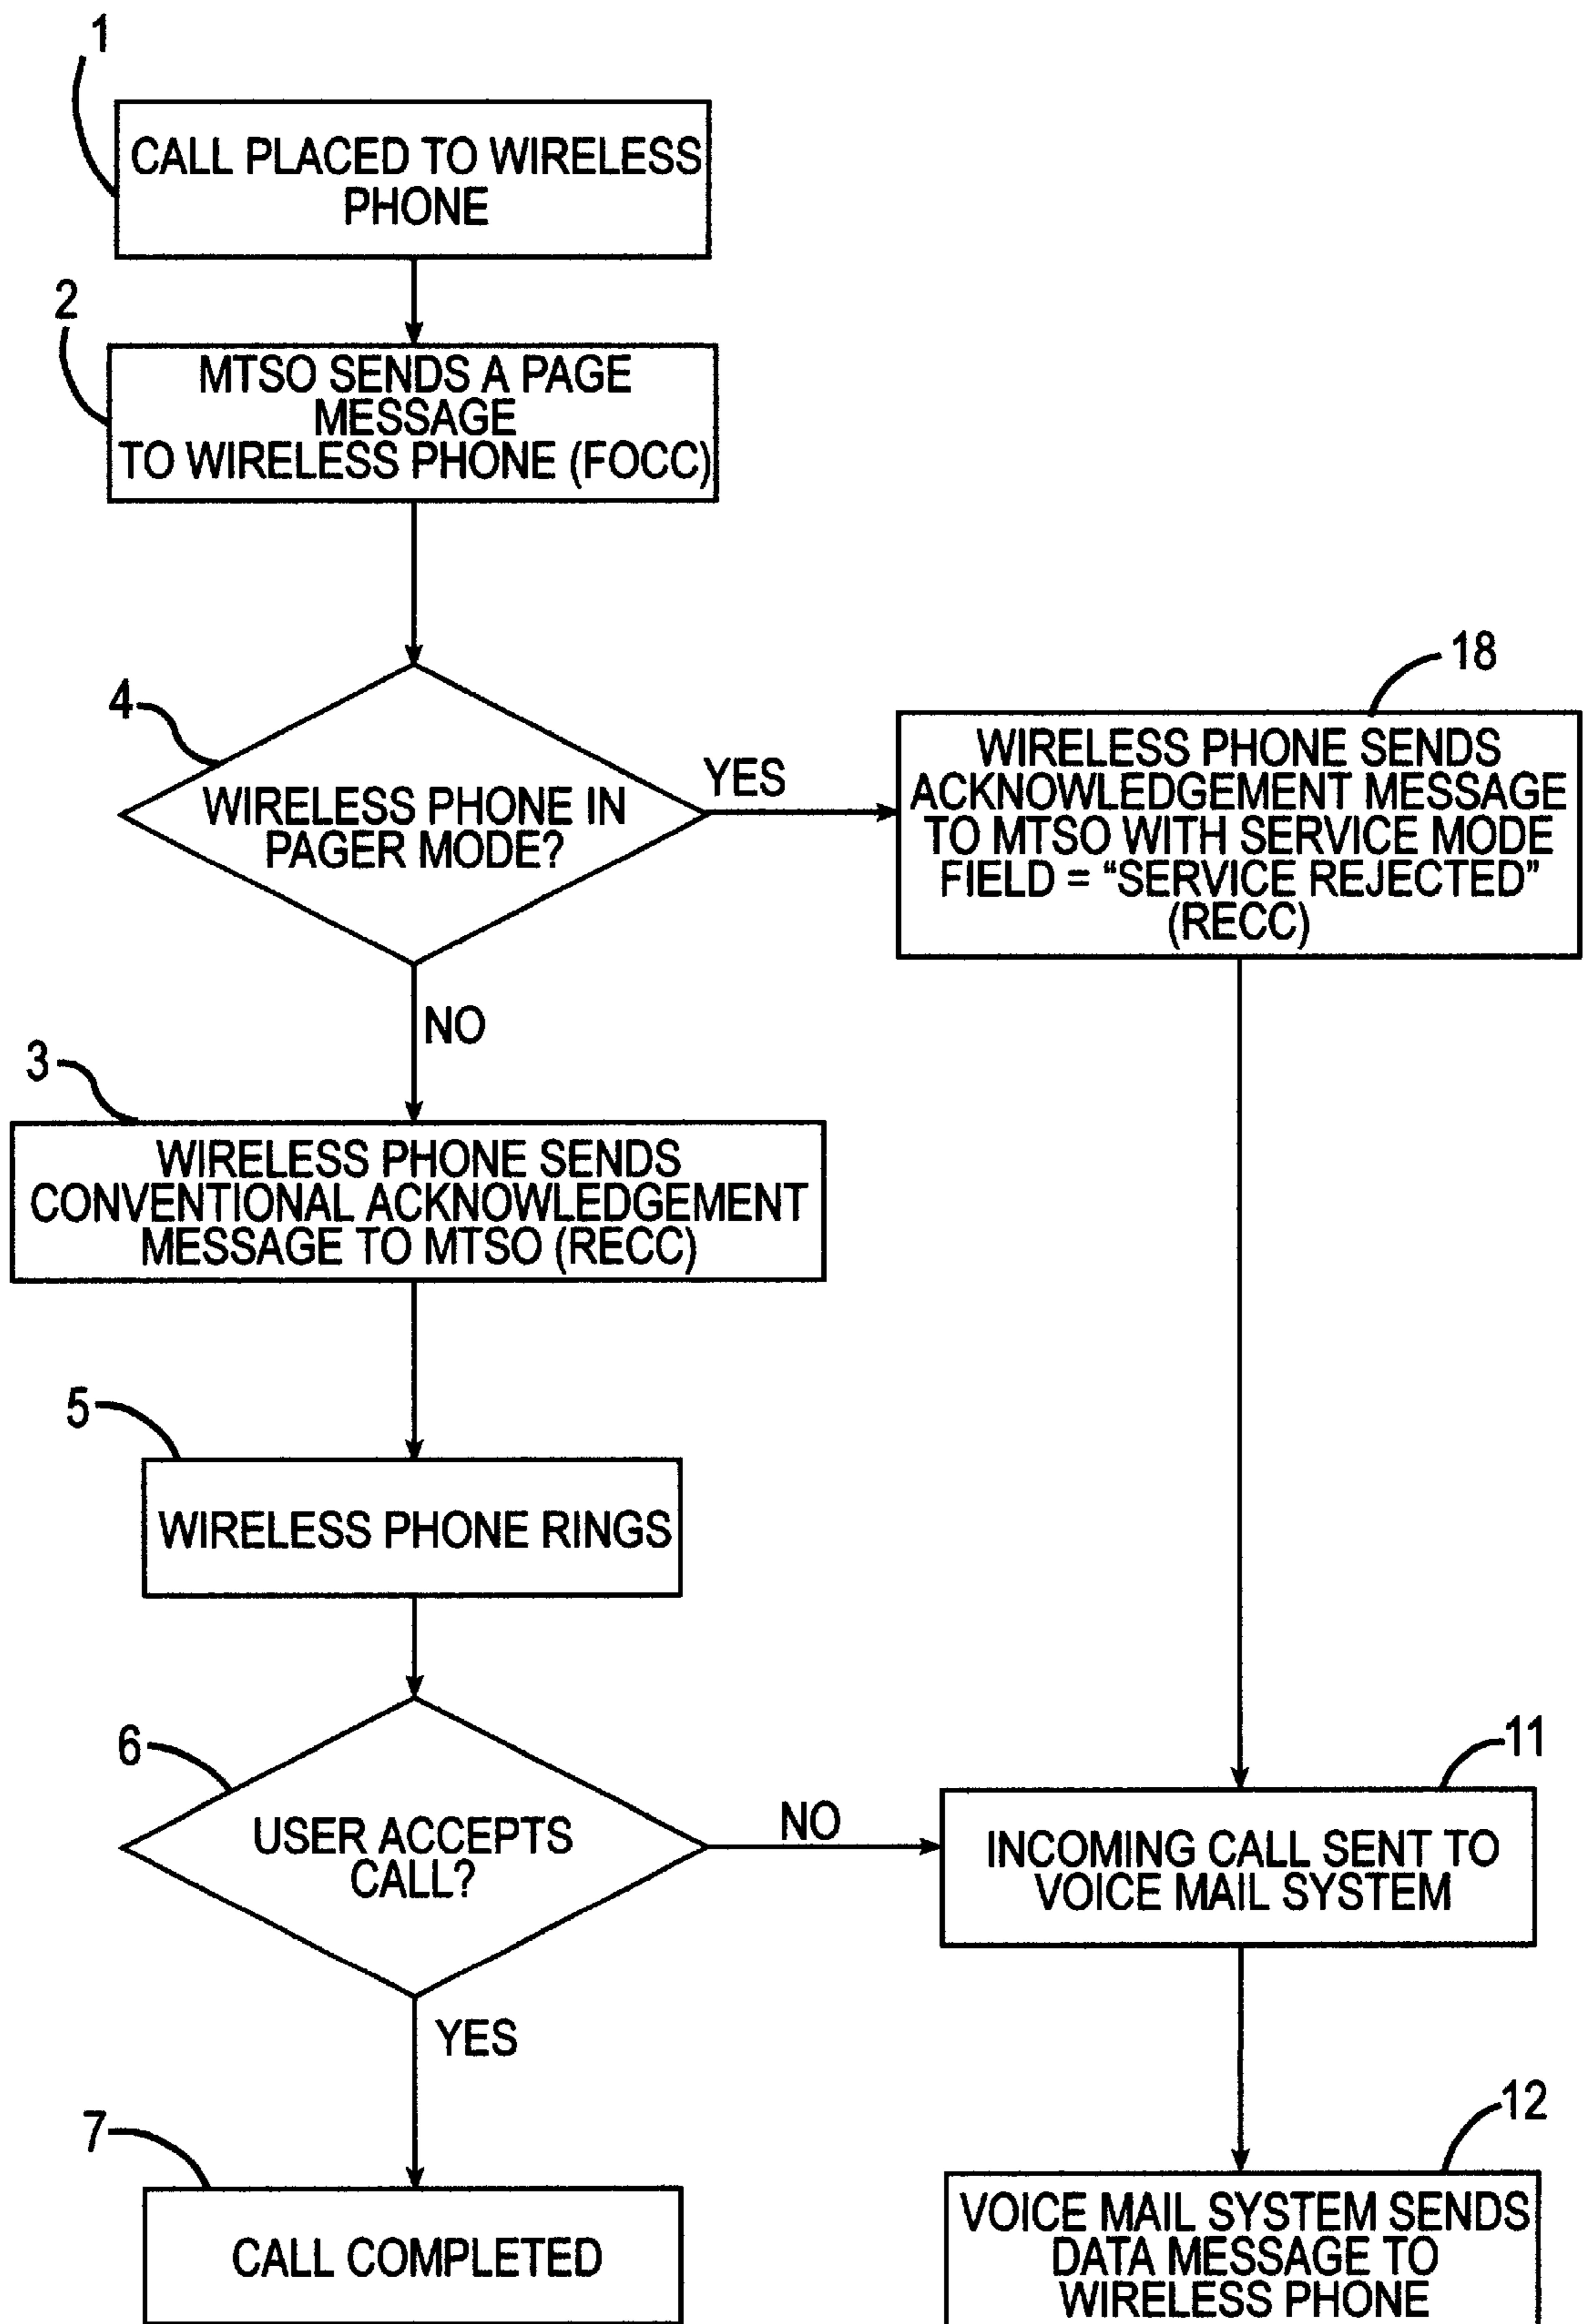 1
CALL PLACED TO WIRELESS
PHONE
2
MTSO SENDS A PAGE
MESSAGE
TO WIRELESS PHONE (FOCC)
4
WIRELESS PHONE IN
PAGER MODE?
YES
18
WIRELESS PHONE SENDS
ACKNOWLEDGEMENT MESSAGE
TO MTSO WITH SERVICE MODE
FIELD = “SERVICE REJECTED”
(RECC)
NO
3
WIRELESS PHONE SENDS
CONVENTIONAL ACKNOWLEDGEMENT
MESSAGE TO MTSO (RECC)
5
WIRELESS PHONE RINGS
6
USER ACCEPTS
CALL?
NO
11
INCOMING CALL SENT TO
VOICE MAIL SYSTEM
YES
7
CALL COMPLETED
12
VOICE MAIL SYSTEM SENDS
DATA MESSAGE TO
WIRELESS PHONE